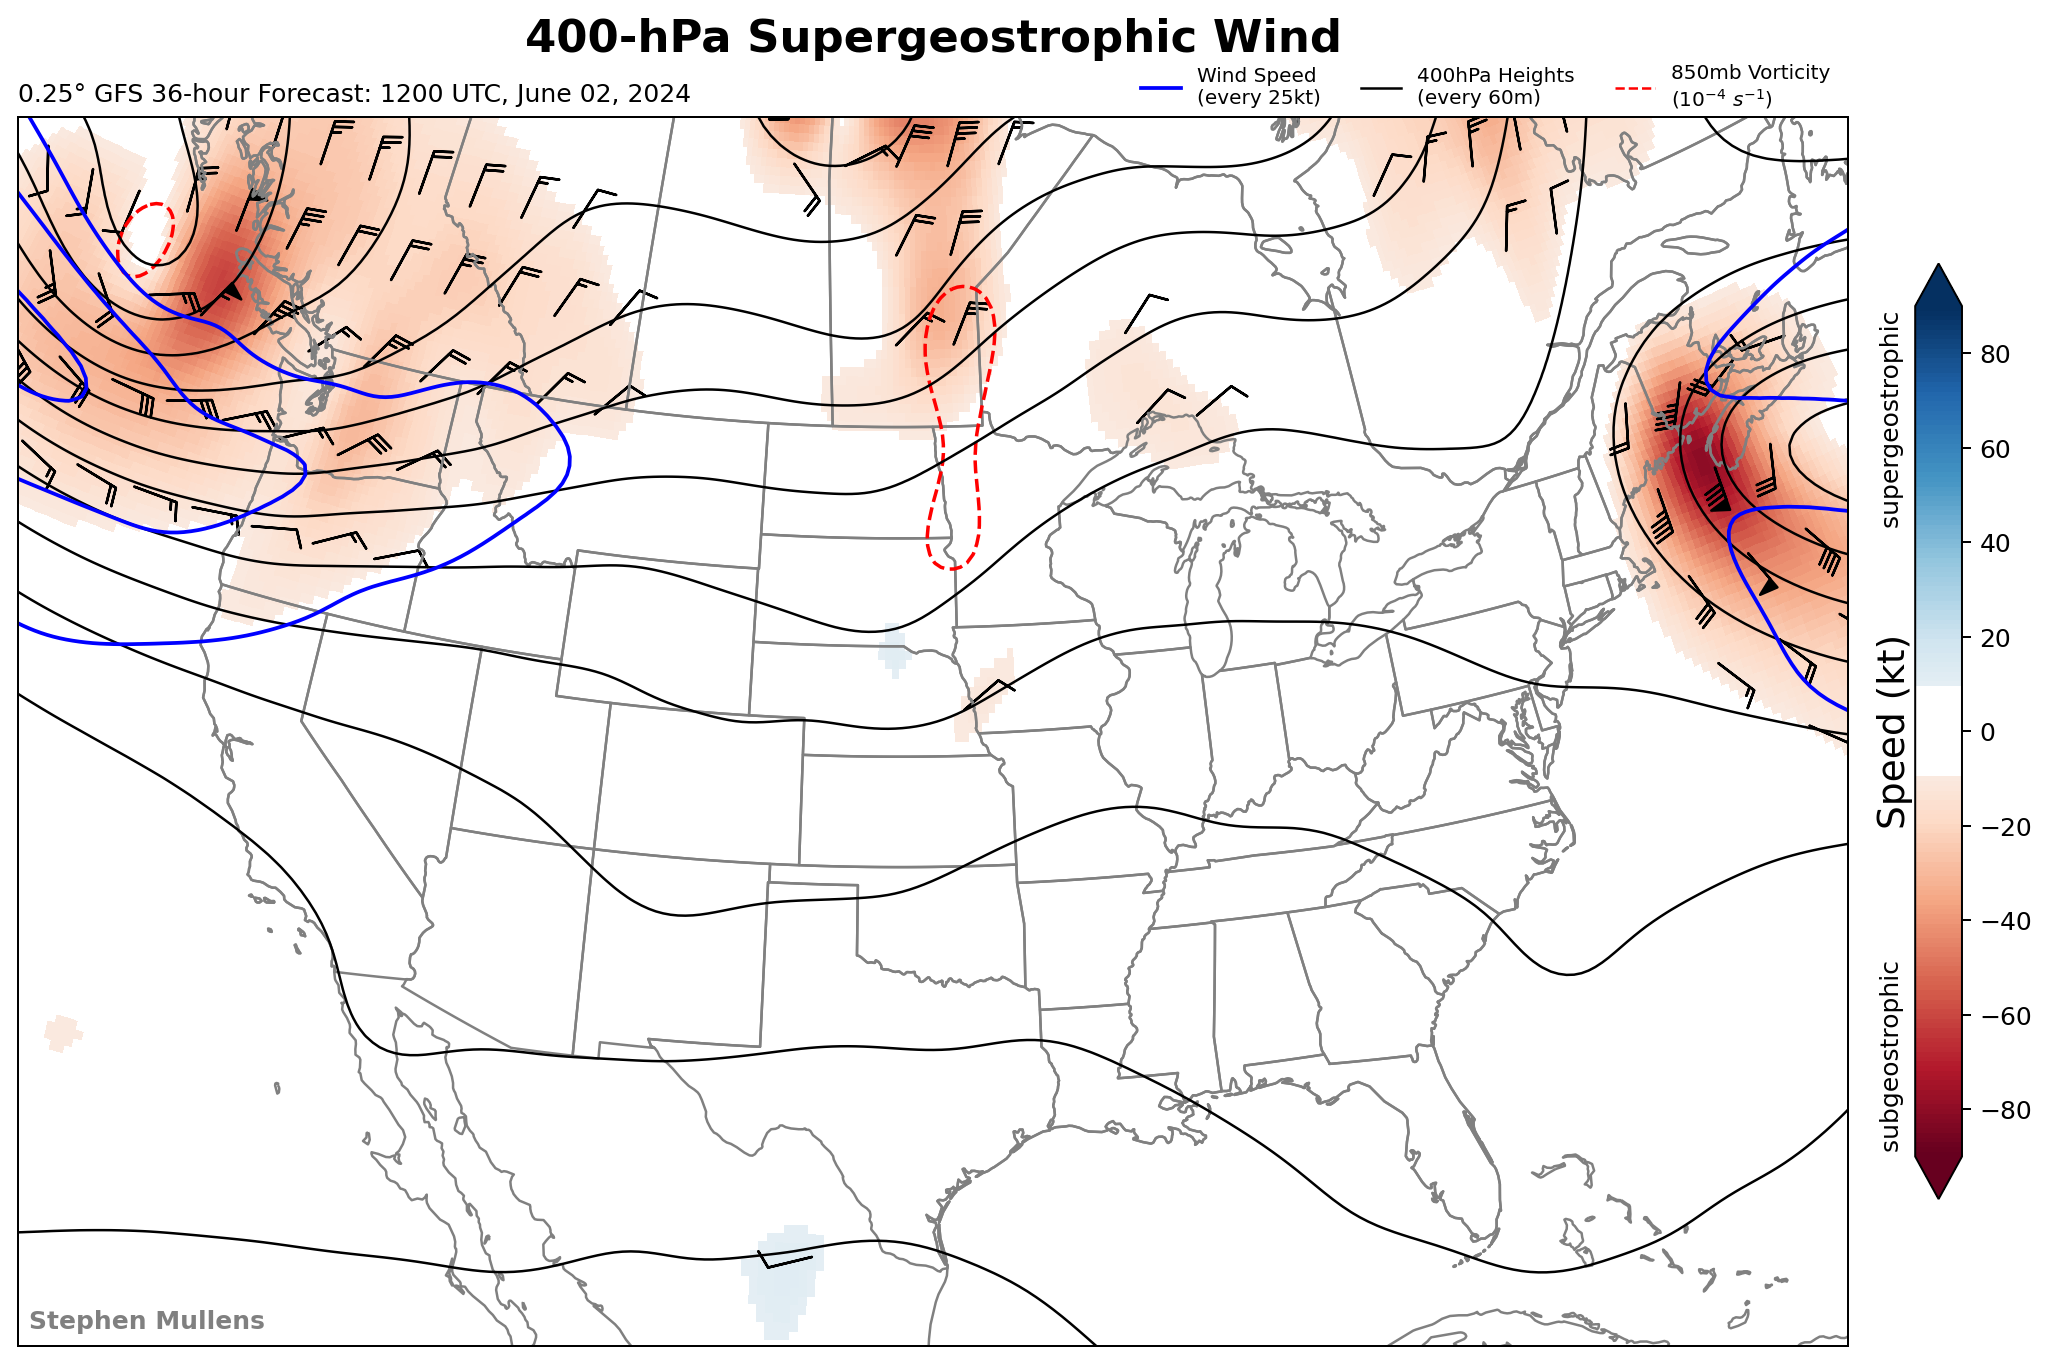 400-hPa Supergeostrophic Wind
0.25° GFS 36-hour Forecast: 1200 UTC, June 02, 2024
Wind Speed
(every 25kt)
400hPa Heights
(every 60m)
850mb Vorticity
(10⁻⁴ s⁻¹)
supergeostrophic
Speed (kt)
subgeostrophic
80
60
40
20
0
−20
−40
−60
−80
Stephen Mullens